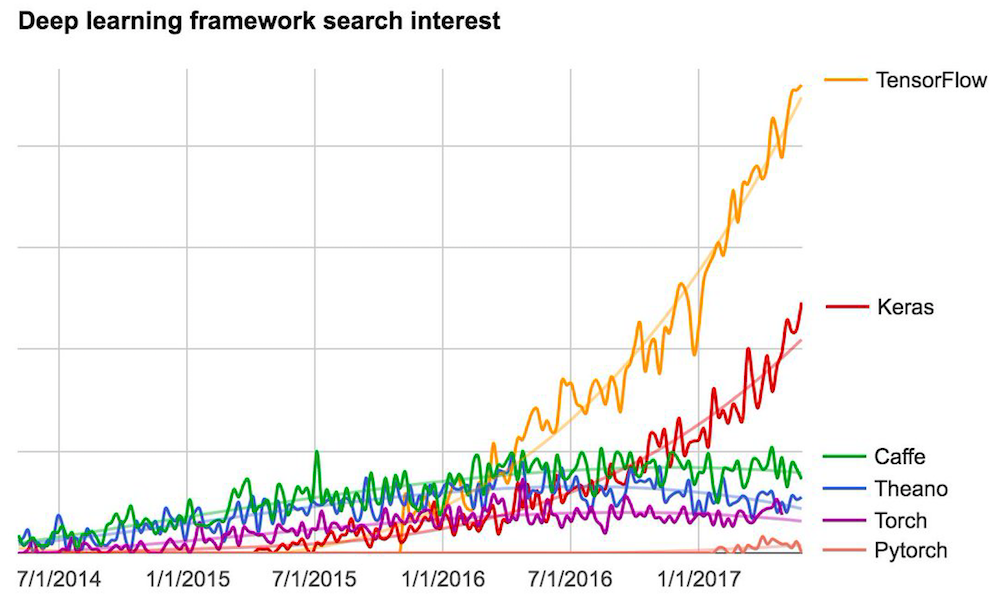 Deep learning framework search interest
TensorFlow
Keras
Caffe
Theano
Torch
Pytorch
7/1/2014 1/1/2015 7/1/2015 1/1/2016 7/1/2016 1/1/2017